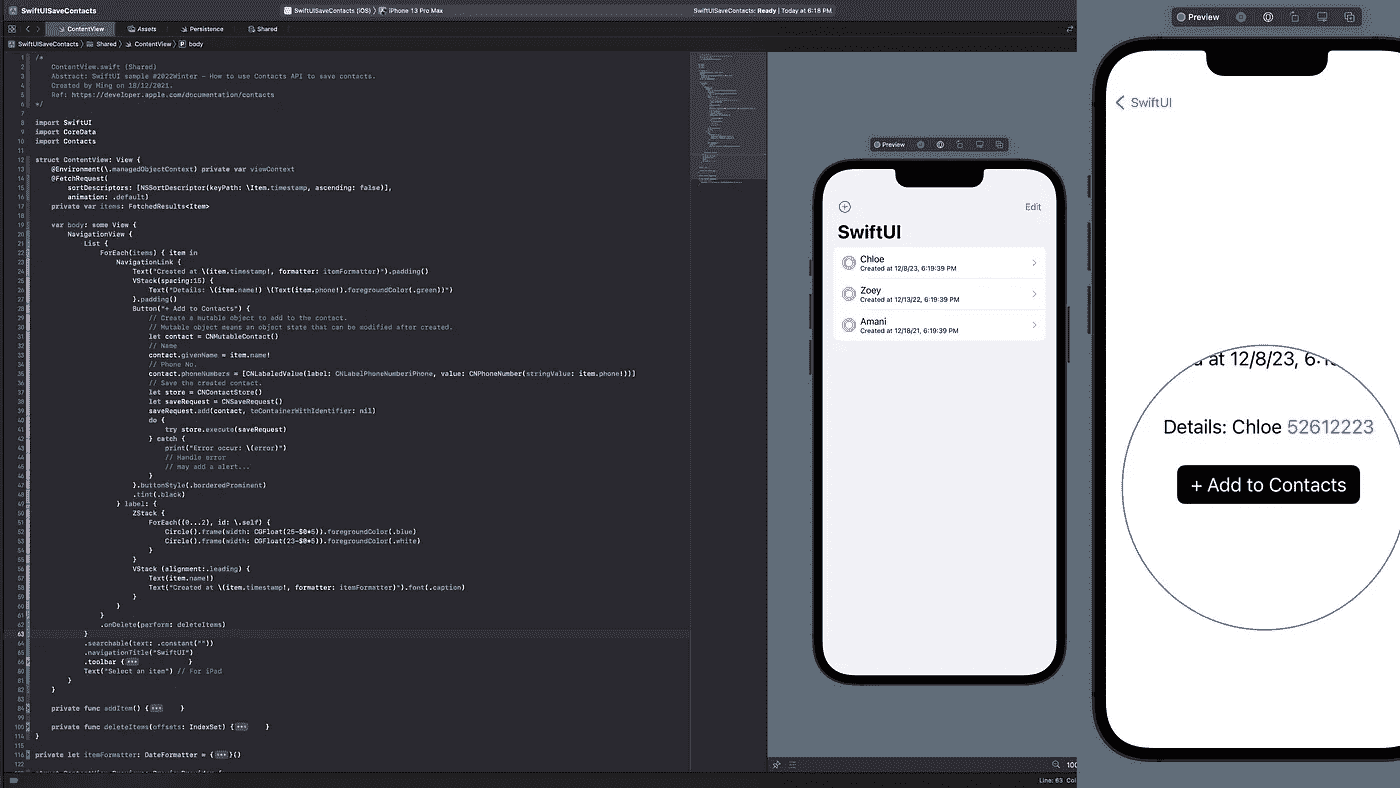 SwiftUISaveContacts
SwiftUISaveContacts (iOS) 〉 iPhone 13 Pro Max
SwiftUISaveContacts: Ready | Today at 6:18 PM
ContentView
Assets
Persistence
Shared
SwiftUISaveContacts 〉 Shared 〉 ContentView 〉 P body
1 /*
2 ContentView.swift (Shared)
3 Abstract: SwiftUI sample @2022Winter - How to use Contacts API to save contacts.
4 Created by Ming on 18/12/2021.
5 Ref: https://developer.apple.com/documentation/contacts
6 */
7
8 import SwiftUI
9 import CoreData
10 import Contacts
11
12 struct ContentView: View {
13 @Environment(\.managedObjectContext) private var viewContext
14 @FetchRequest(
15 sortDescriptors: [NSSortDescriptor(keyPath: \Item.timestamp, ascending: false)],
16 animation: .default)
17 private var items: FetchedResults<Item>
18
19 var body: some View {
20 NavigationView {
21 List {
22 ForEach(items) { item in
23 NavigationLink {
24 Text("Created at \(item.timestamp!, formatter: itemFormatter)").padding()
25 VStack(spacing:15) {
26 Text("Details: \(item.name!) \(Text(item.phone!).foregroundColor(.green))")
27 }.padding()
28 Button("+ Add to Contacts") {
29 // Create a mutable object to add to the contact.
30 // Mutable object means an object state that can be modified after created.
31 let contact = CNMutableContact()
32 // Name
33 contact.givenName = item.name!
34 // Phone No.
35 contact.phoneNumbers = [CNLabeledValue(label: CNLabelPhoneNumberiPhone, value: CNPhoneNumber(stringValue: item.phone!))]
36 // Save the created contact.
37 let store = CNContactStore()
38 let saveRequest = CNSaveRequest()
39 saveRequest.add(contact, toContainerWithIdentifier: nil)
40 do {
41 try store.execute(saveRequest)
42 } catch {
43 print("Error occur: \(error)")
44 // Handle error
45 // may add a alert...
46 }
47 }.buttonStyle(.borderedProminent)
48 .tint(.black)
49 } label: {
50 ZStack {
51 ForEach((0...2), id: \.self) {
52 Circle().frame(width: CGFloat(25-$0*5)).foregroundColor(.blue)
53 Circle().frame(width: CGFloat(23-$0*5)).foregroundColor(.white)
54 }
55 }
56 VStack (alignment:.leading) {
57 Text(item.name!)
58 Text("Created at \(item.timestamp!, formatter: itemFormatter)").font(.caption)
59 }
60 }
61 }
62 .onDelete(perform: deleteItems)
63 }
64 .searchable(text: .constant(""))
65 .navigationTitle("SwiftUI")
66 .toolbar {••• }
80 Text("Select an item") // For iPad
81 }
82 }
83
84 private func addItem() {••• }
99
100 private func deleteItems(offsets: IndexSet) {••• }
114 }
115
116 private let itemFormatter: DateFormatter = {•••}()
122
Preview
Edit
SwiftUI
Chloe
Created at 12/8/23, 6:19:39 PM
Zoey
Created at 12/13/22, 6:19:39 PM
Amani
Created at 12/18/21, 6:19:39 PM
100
Line: 63 Col
Preview
SwiftUI
at 12/8/23,
Details: Chloe 52612223
+ Add to Contacts